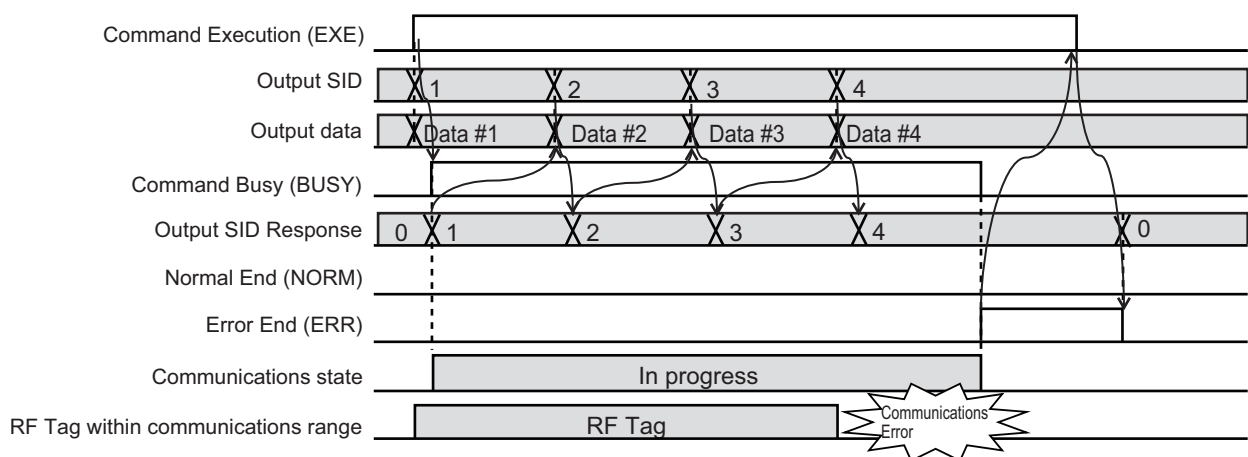 Command Execution (EXE)
Output SID
1 2 3 4
Output data
Data #1 Data #2 Data #3 Data #4
Command Busy (BUSY)
Output SID Response
0 1 2 3 4 0
Normal End (NORM)
Error End (ERR)
Communications state
In progress
RF Tag within communications range
RF Tag
Communications
Error